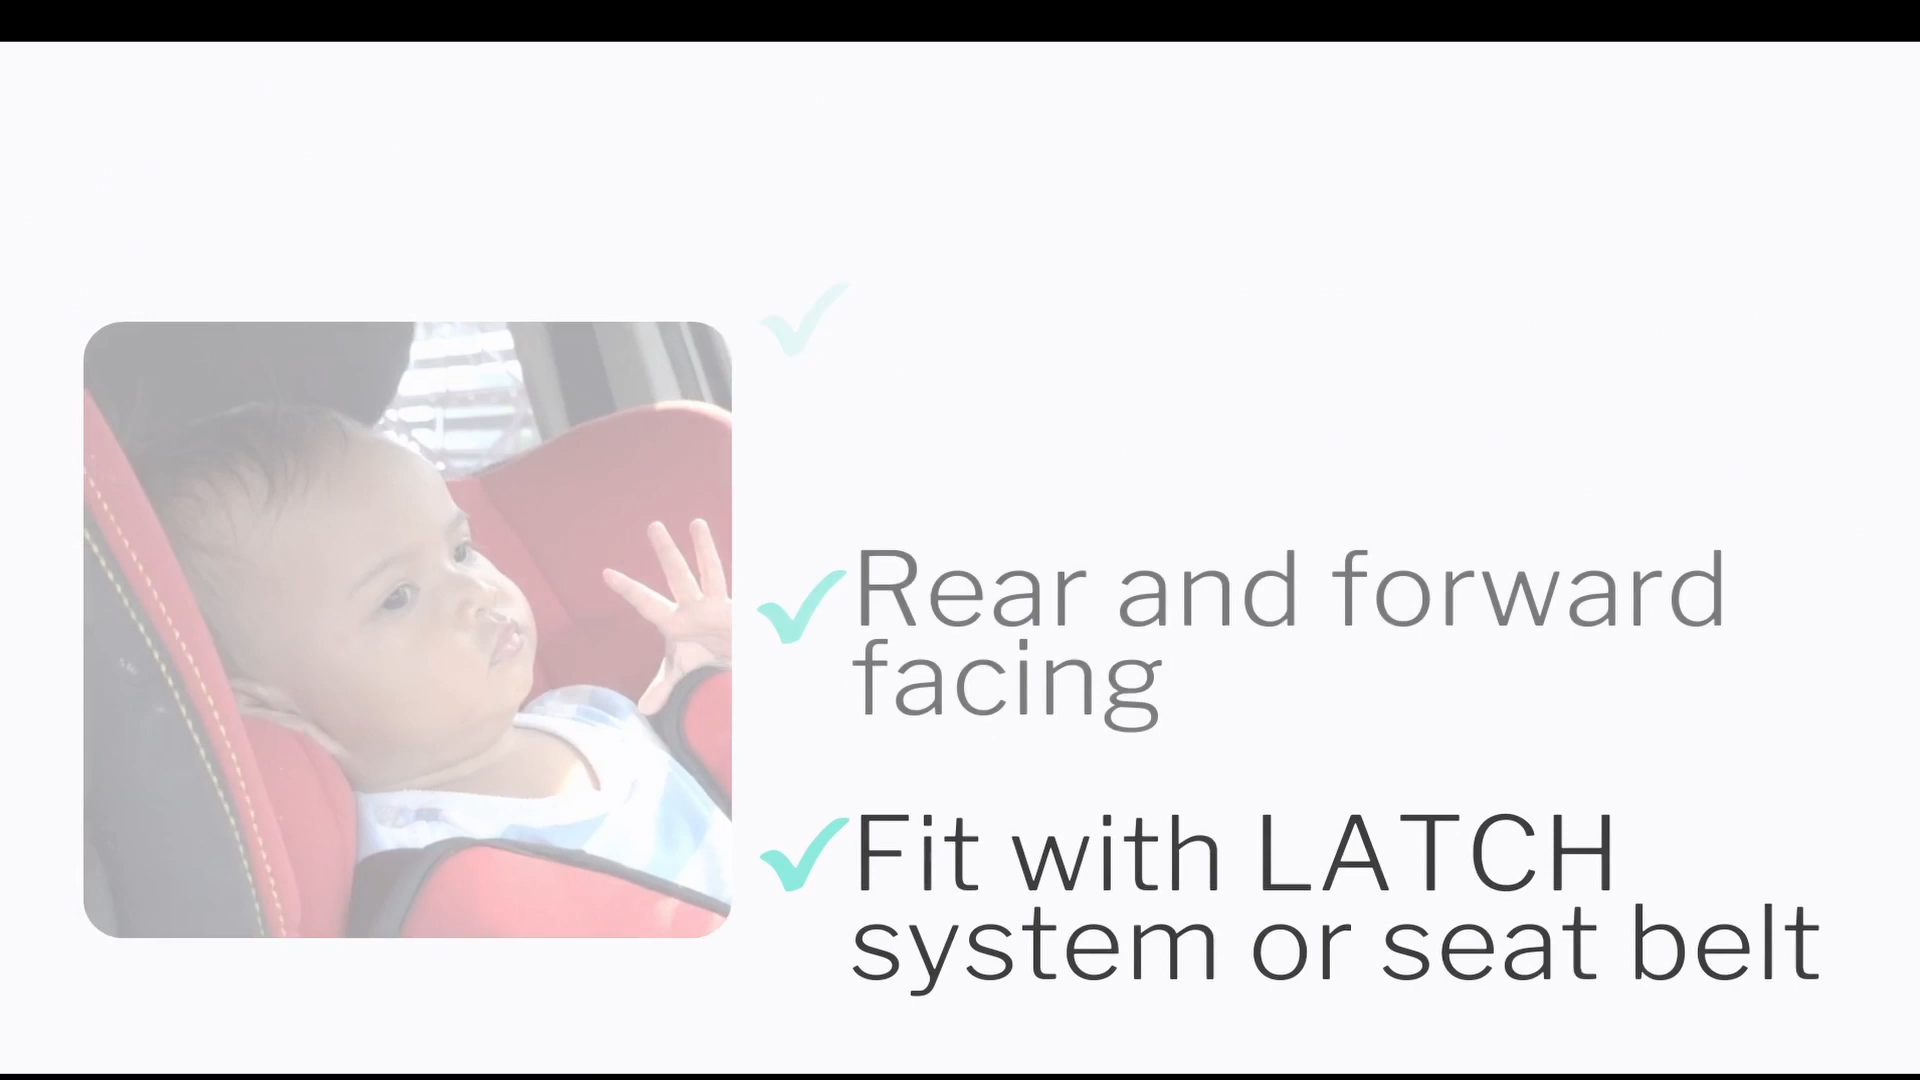 Rear and forward
facing
Fit with LATCH
system or seat belt